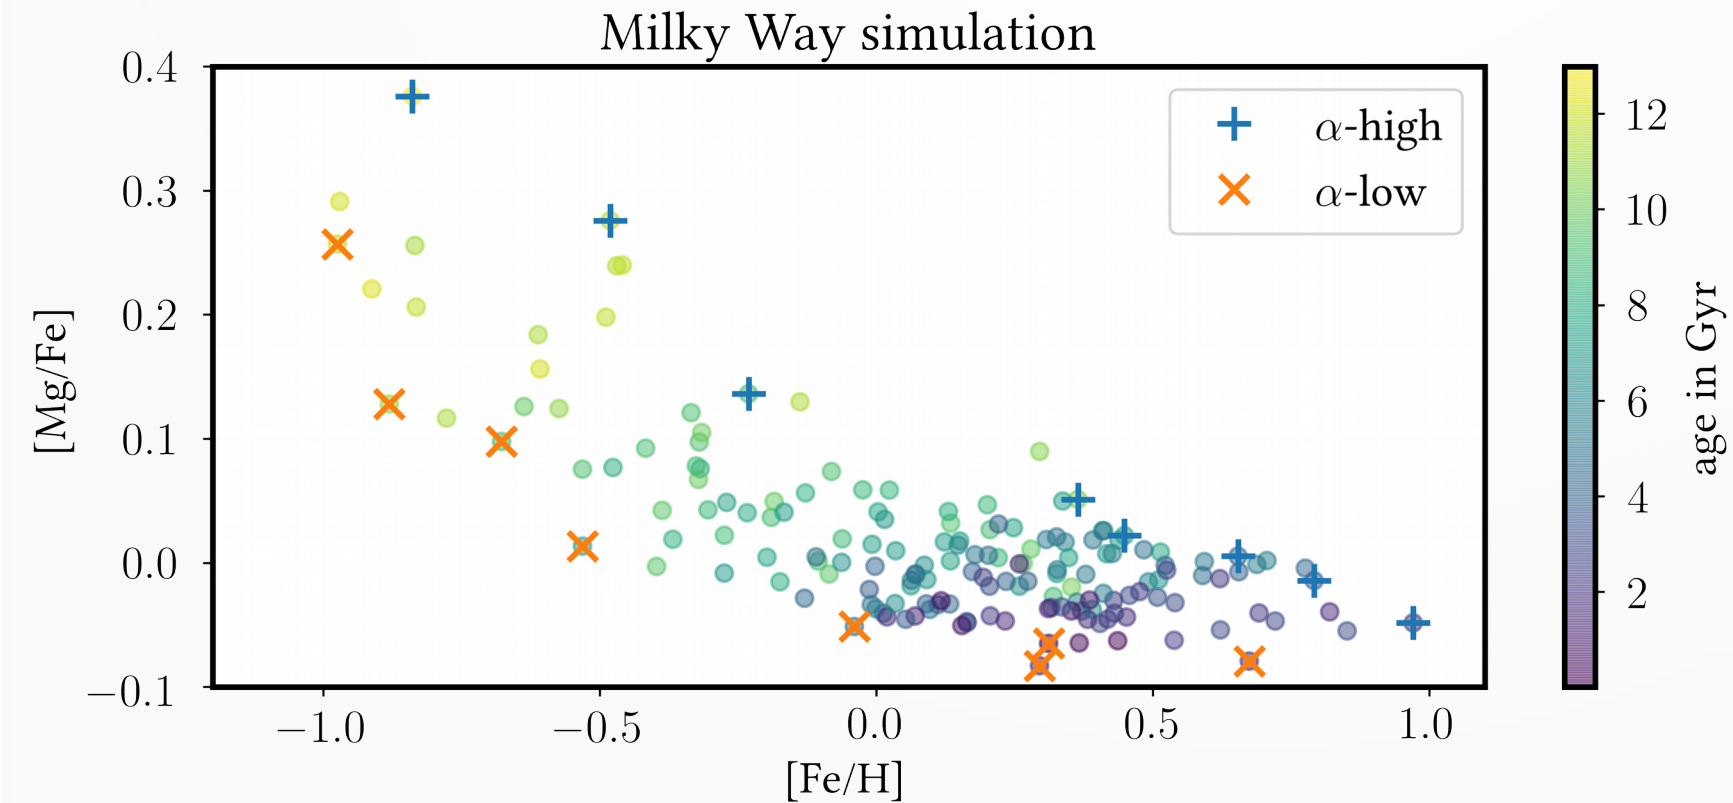 Milky Way simulation
0.4
0.3
0.2
0.1
0.0
−0.1
[Mg/Fe]
α-high
α-low
−1.0 −0.5 0.0 0.5 1.0
[Fe/H]
12
10
8
6
4
2
age in Gyr